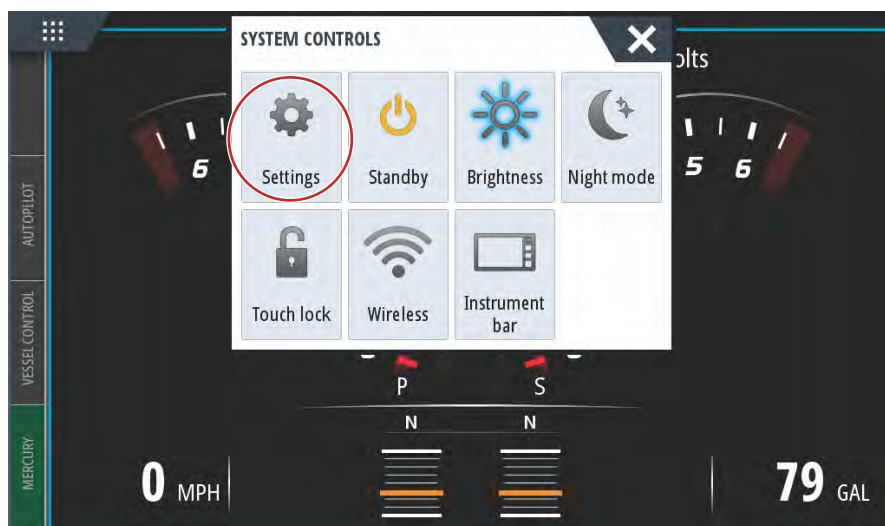 SYSTEM CONTROLS
olts
6
5 6
Settings
Standby
Brightness
Night mode
Touch lock
Wireless
Instrument
bar
AUTOPILOT
VESSEL CONTROL
MERCURY
P S
N N
0 MPH
79 GAL